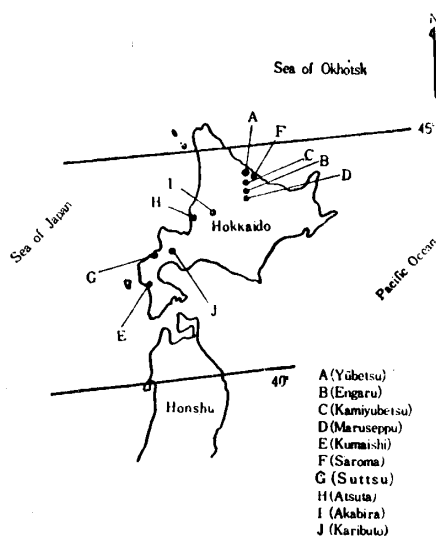 N
Sea of Okhotsk
45°
A
F
C
B
D
I
H
Hokkaido
Sea of Japan
Pacific Ocean
G
J
E
40°
Honshu
A (Yūbetsu)
B (Engaru)
C (Kamiyubetsu)
D (Maruseppu)
E (Kumaishi)
F (Saroma)
G (Suttsu)
H (Atsuta)
I (Akabira)
J (Kaributo)